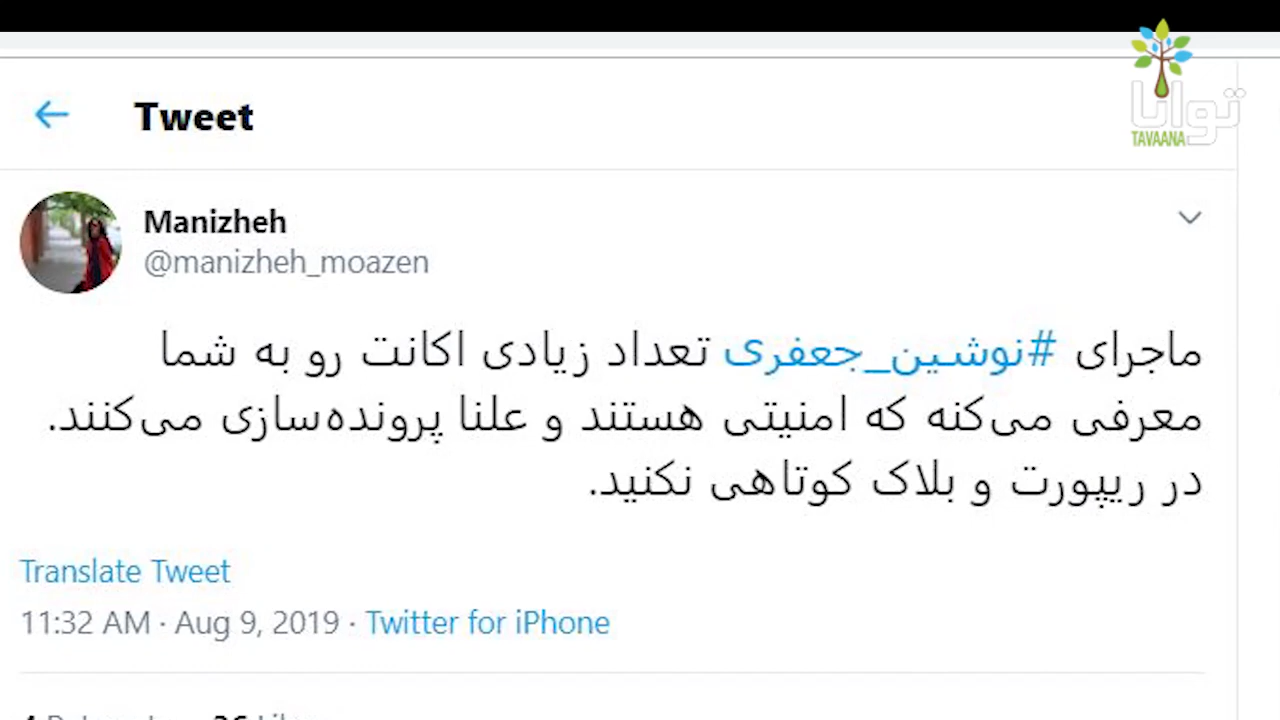 توانا
TAVAANA
Tweet
Manizheh
@manizheh_moazen
ماجرای #نوشین_جعفری تعداد زیادی اکانت رو به شما
معرفی می‌کنه که امنیتی هستند و علنا پرونده‌سازی می‌کنند.
در ریپورت و بلاک کوتاهی نکنید.
Translate Tweet
11:32 AM · Aug 9, 2019 · Twitter for iPhone